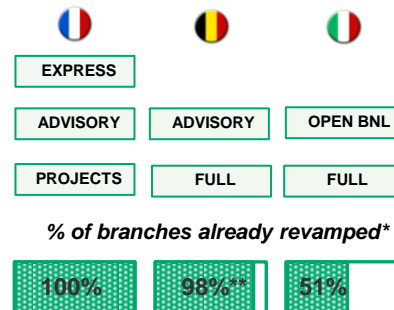 EXPRESS
ADVISORY ADVISORY OPEN BNL
PROJECTS FULL FULL
% of branches already revamped*
100% 98%** 51%